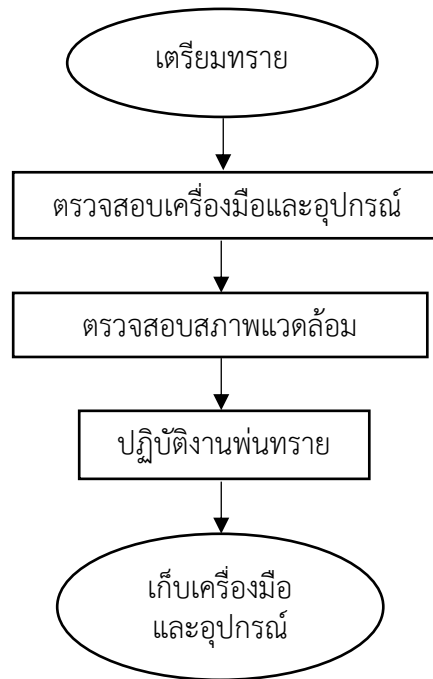 เตรียมทราย
ตรวจสอบเครื่องมือและอุปกรณ์
ตรวจสอบสภาพแวดล้อม
ปฏิบัติงานพ่นทราย
เก็บเครื่องมือ
และอุปกรณ์